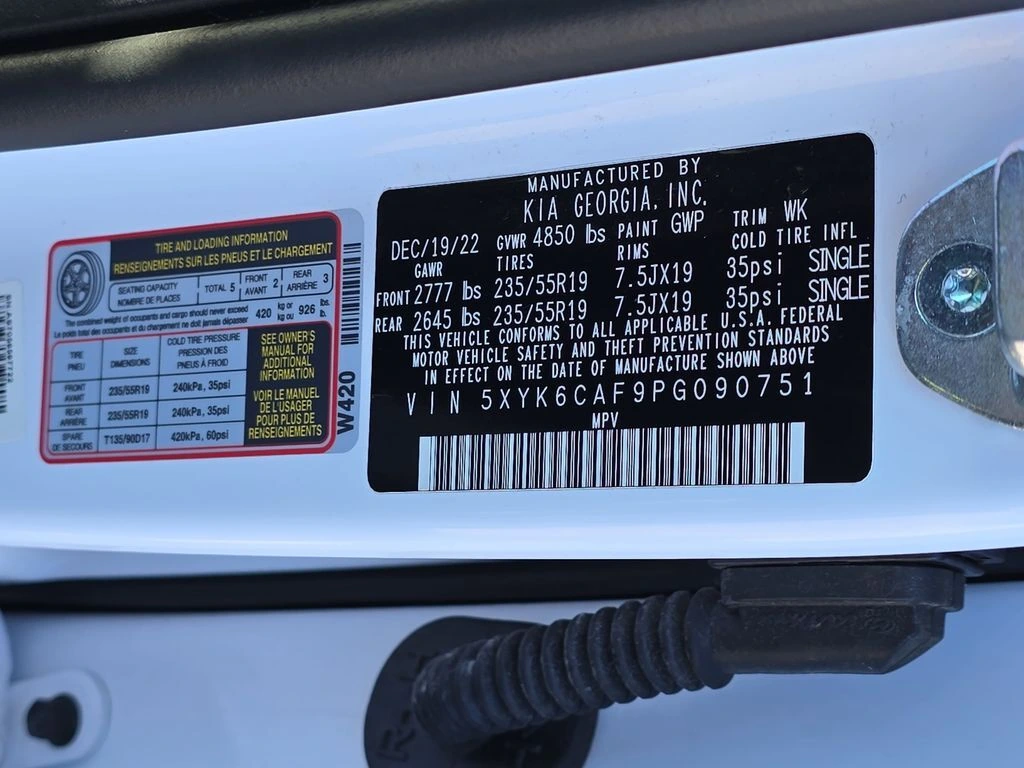 TIRE AND LOADING INFORMATION
RENSEIGNEMENTS SUR LES PNEUS ET LE CHARGEMENT
SEATING CAPACITY
NOMBRE DE PLACES
TOTAL 5
FRONT
AVANT 2
REAR
ARRIÈRE 3
The combined weight of occupants and cargo should never exceed
Le poids total des occupants et du chargement ne doit jamais dépasser
420 kg or
kg ou
926 lbs.
lb.
TIRE
PNEU
SIZE
DIMENSIONS
COLD TIRE PRESSURE
PRESSION DES
PNEUS À FROID
FRONT
AVANT
235/55R19
240kPa, 35psi
REAR
ARRIÈRE
235/55R19
240kPa, 35psi
SPARE
DE SECOURS
T135/90D17
420kPa, 60psi
SEE OWNER'S
MANUAL FOR
ADDITIONAL
INFORMATION
VOIR LE MANUEL
DE L'USAGER
POUR PLUS DE
RENSEIGNEMENTS
W420
MANUFACTURED BY
KIA GEORGIA, INC.
DEC/19/22 GVWR 4850 lbs PAINT GWP TRIM WK
GAWR TIRES RIMS COLD TIRE INFL
FRONT 2777 lbs 235/55R19 7.5JX19 35psi SINGLE
REAR 2645 lbs 235/55R19 7.5JX19 35psi SINGLE
THIS VEHICLE CONFORMS TO ALL APPLICABLE U.S.A. FEDERAL
MOTOR VEHICLE SAFETY AND THEFT PREVENTION STANDARDS
IN EFFECT ON THE DATE OF MANUFACTURE SHOWN ABOVE
VIN 5XYK6CAF9PG090751
MPV